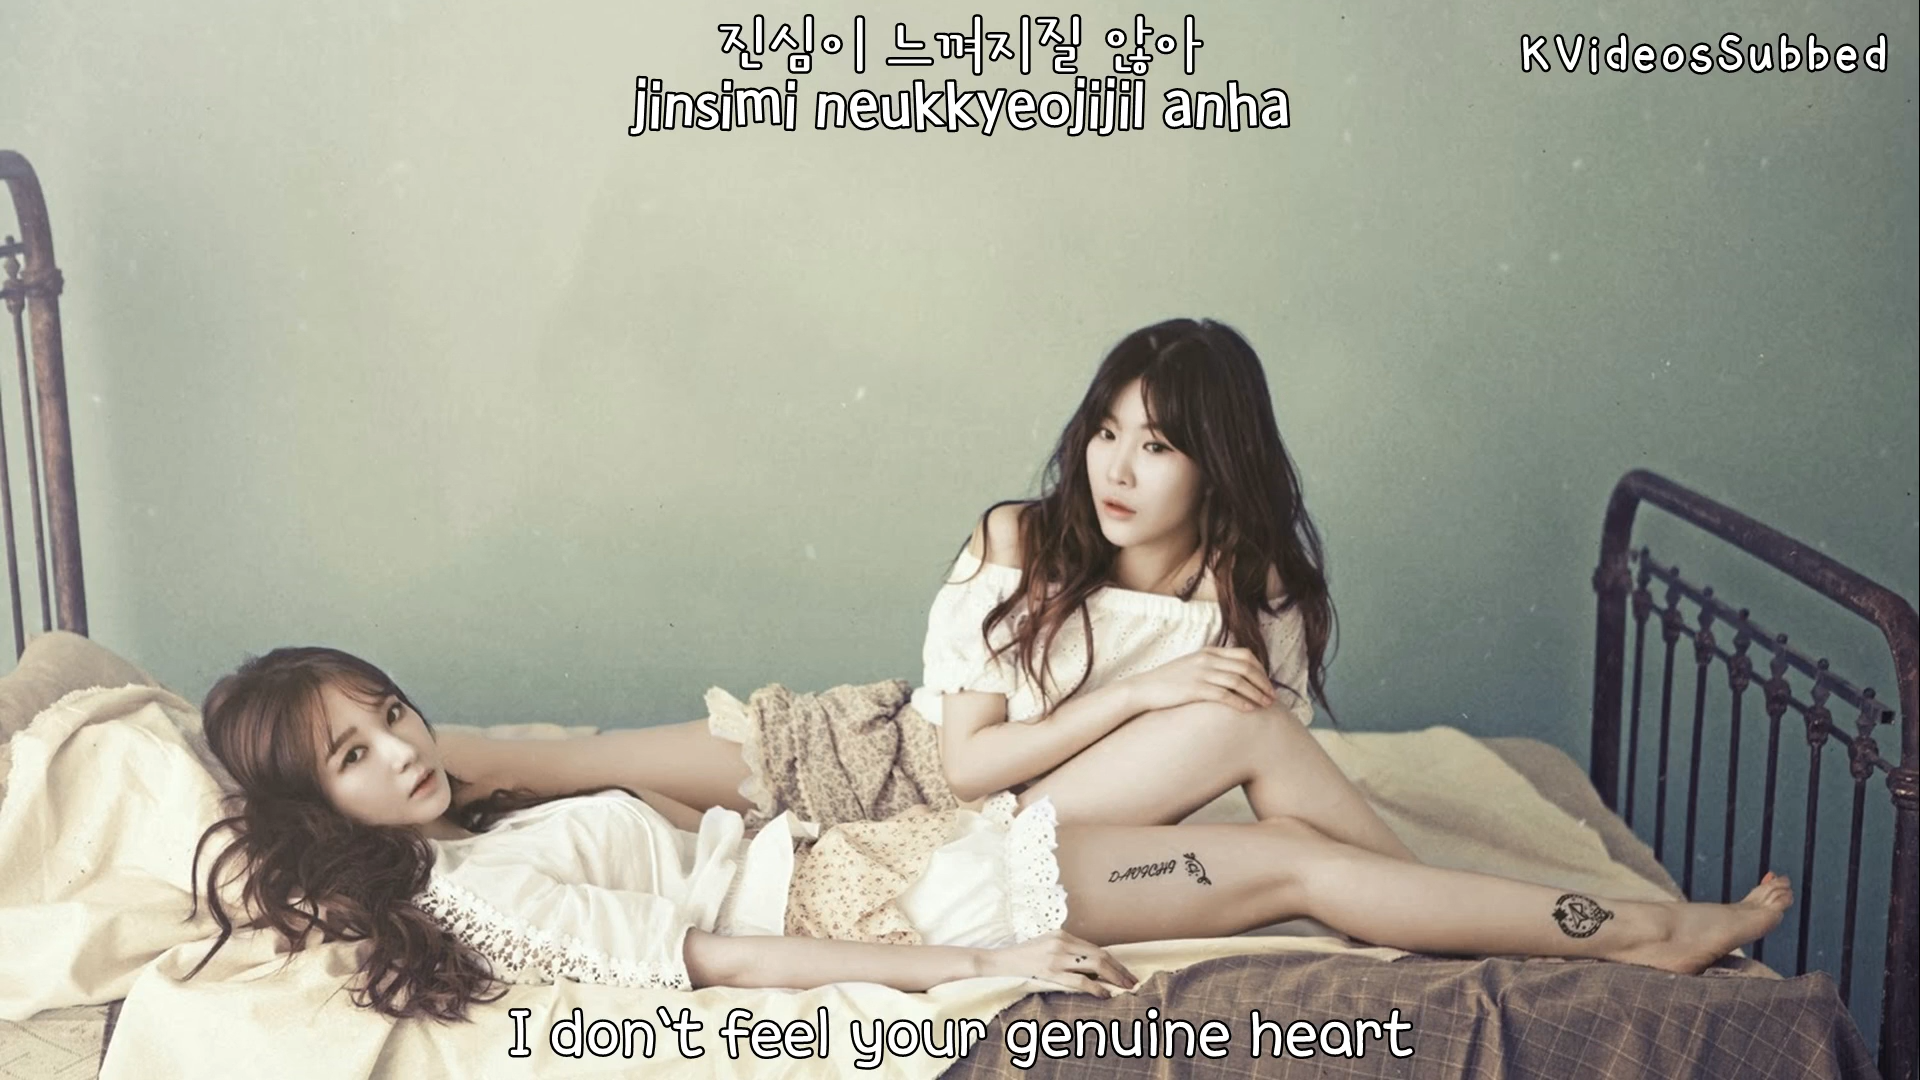 진심이 느껴지질 않아
jinsimi neukkyeojijil anha
KVideosSubbed
DAVICHI
I don't feel your genuine heart